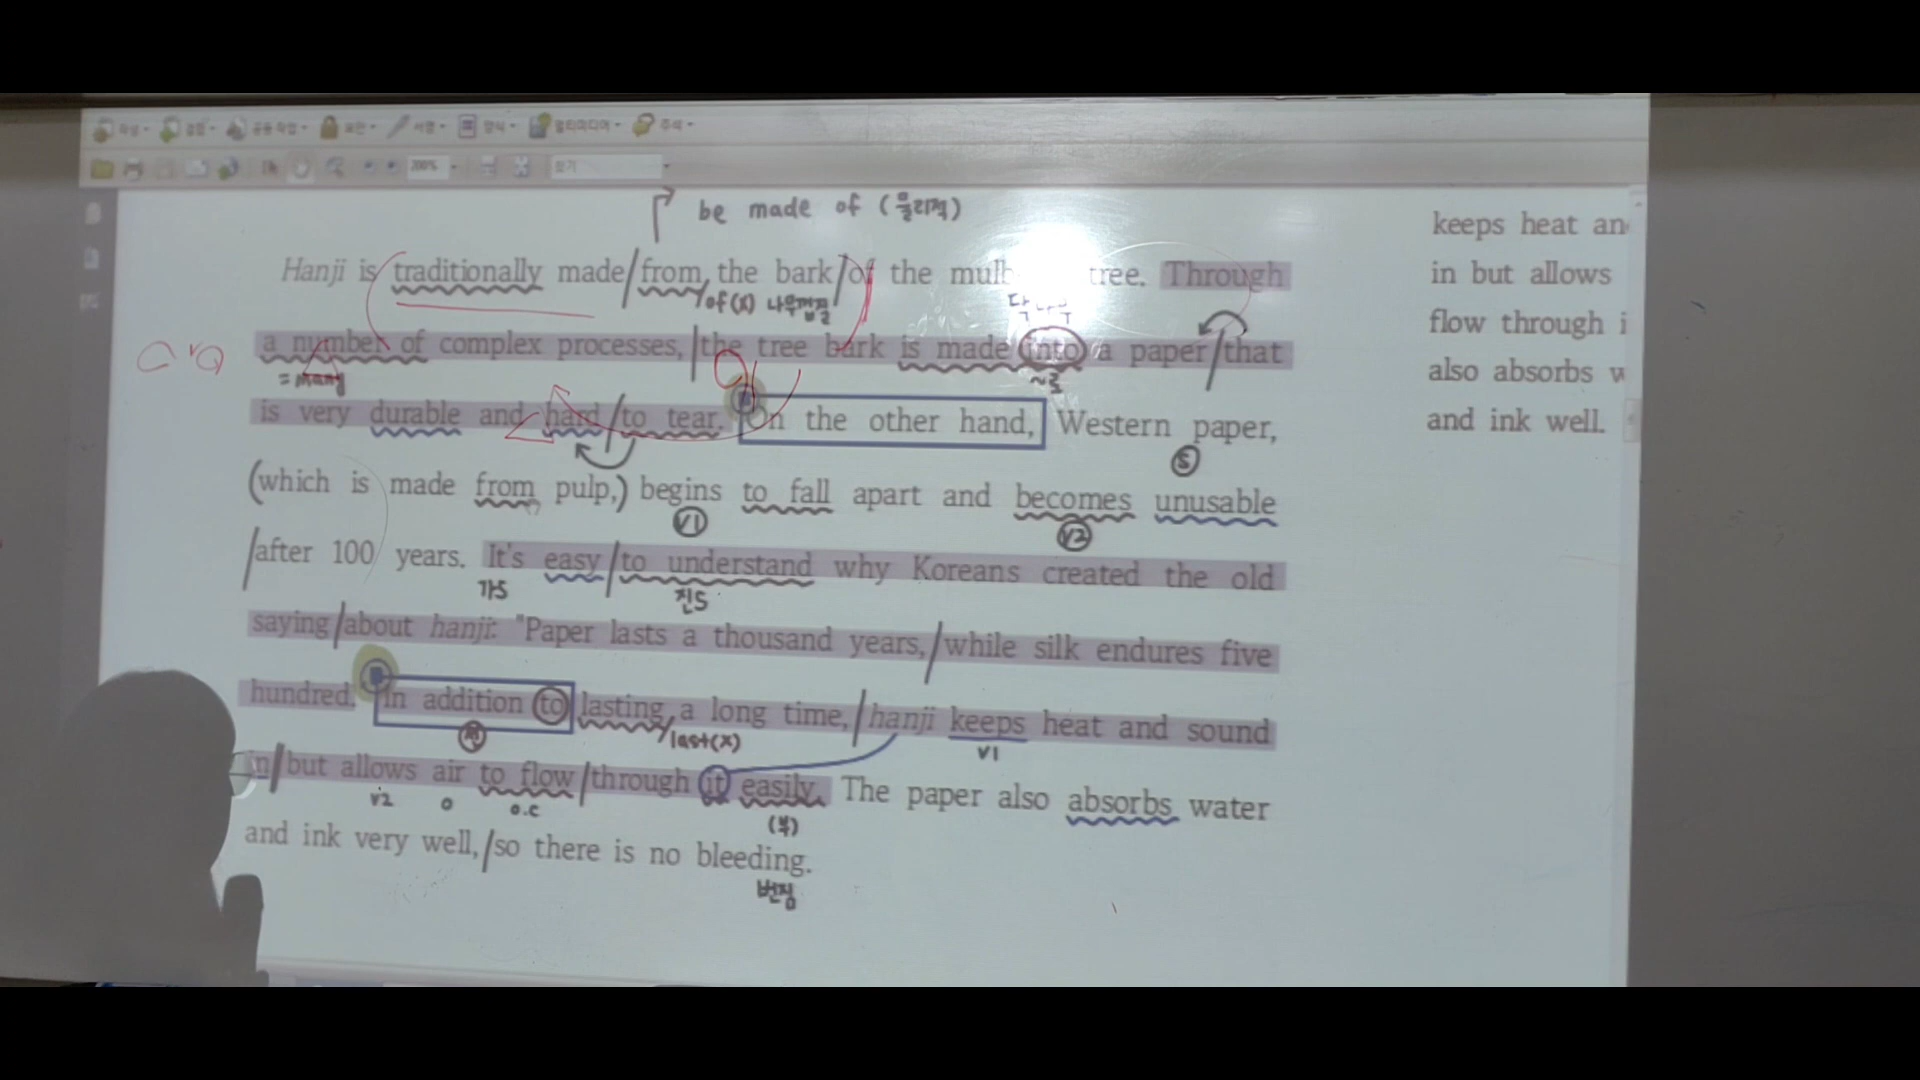 200%
보기
be made of (물리적)
Hanji is traditionally made from the bark of the mulb tree. Through
of(x) 나무껍질
a number of complex processes, the tree bark is made into a paper that
= many
~로
is very durable and hard to tear. On the other hand, Western paper,
S
(which is made from pulp,) begins to fall apart and becomes unusable
V1
V2
after 100 years. It's easy to understand why Koreans created the old
가S
진S
saying about hanji: "Paper lasts a thousand years, while silk endures five
hundred. In addition to lasting a long time, hanji keeps heat and sound
전
last(x)
V1
in but allows air to flow through it easily. The paper also absorbs water
V2
o
o.c
(부)
and ink very well, so there is no bleeding.
번짐
keeps heat an
in but allows
flow through i
also absorbs w
and ink well.